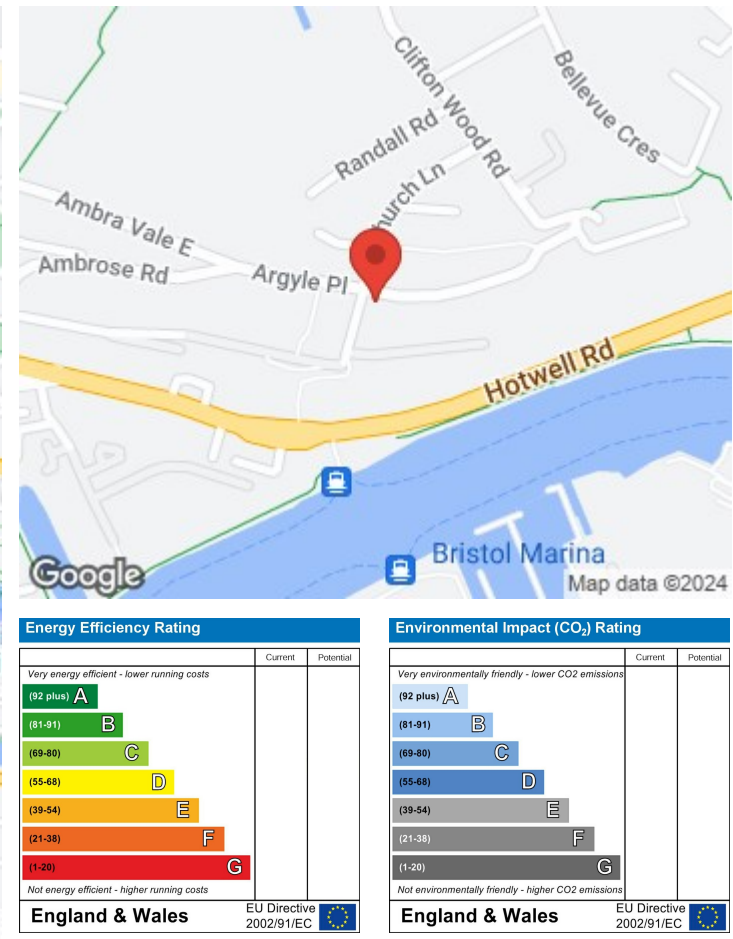 Clifton Wood Rd
Bellevue Cres
Randall Rd
hurch Ln
Ambra Vale E
Ambrose Rd
Argyle Pl
Hotwell Rd
Bristol Marina
Google
Map data ©2024
Energy Efficiency Rating
Current Potential
Very energy efficient - lower running costs
(92 plus) A
(81-91) B
(69-80) C
(55-68) D
(39-54) E
(21-38) F
(1-20) G
Not energy efficient - higher running costs
England & Wales
EU Directive
2002/91/EC
Environmental Impact (CO₂) Rating
Current Potential
Very environmentally friendly - lower CO2 emissions
(92 plus) A
(81-91) B
(69-80) C
(55-68) D
(39-54) E
(21-38) F
(1-20) G
Not environmentally friendly - higher CO2 emissions
England & Wales
EU Directive
2002/91/EC